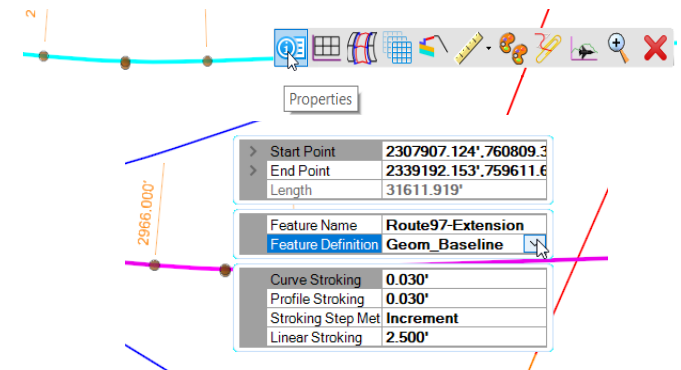 2
Properties
Start Point 2307907.124',760809.3
End Point 2339192.153',759611.6
Length 31611.919'
2966.000'
Feature Name Route97-Extension
Feature Definition Geom_Baseline
Curve Stroking 0.030'
Profile Stroking 0.030'
Stroking Step Met Increment
Linear Stroking 2.500'